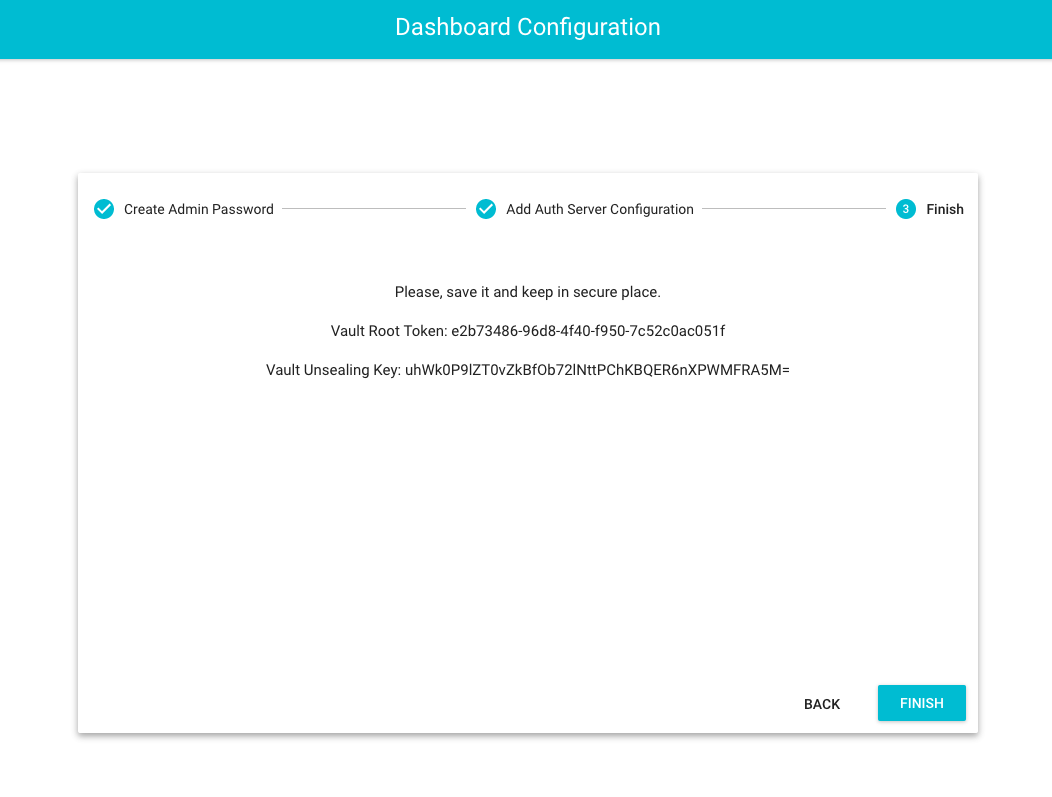 Dashboard Configuration
Create Admin Password
Add Auth Server Configuration
3 Finish
Please, save it and keep in secure place.
Vault Root Token: e2b73486-96d8-4f40-f950-7c52c0ac051f
Vault Unsealing Key: uhWk0P9lZT0vZkBfOb72lNttPChKBQER6nXPWMFRA5M=
BACK
FINISH